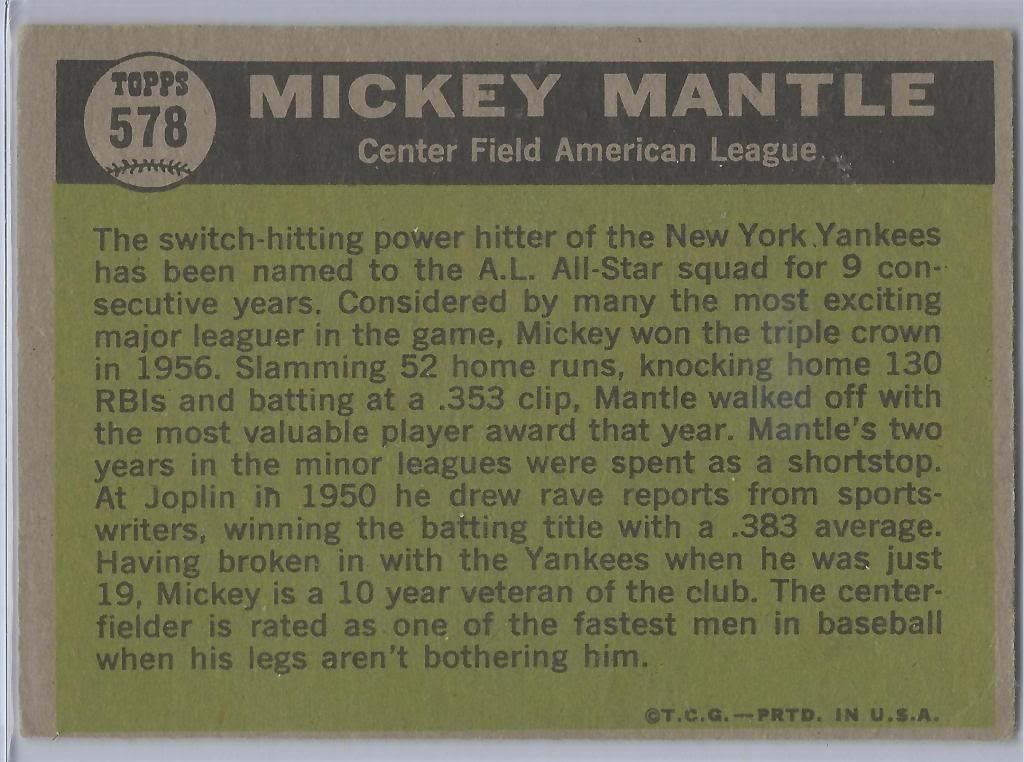 TOPPS
578
MICKEY MANTLE
Center Field American League
The switch-hitting power hitter of the New York Yankees
has been named to the A.L. All-Star squad for 9 con-
secutive years. Considered by many the most exciting
major leaguer in the game, Mickey won the triple crown
in 1956. Slamming 52 home runs, knocking home 130
RBIs and batting at a .353 clip, Mantle walked off with
the most valuable player award that year. Mantle's two
years in the minor leagues were spent as a shortstop.
At Joplin in 1950 he drew rave reports from sports-
writers, winning the batting title with a .383 average.
Having broken in with the Yankees when he was just
19, Mickey is a 10 year veteran of the club. The center-
fielder is rated as one of the fastest men in baseball
when his legs aren't bothering him.
©T.C.G.—PRTD. IN U.S.A.